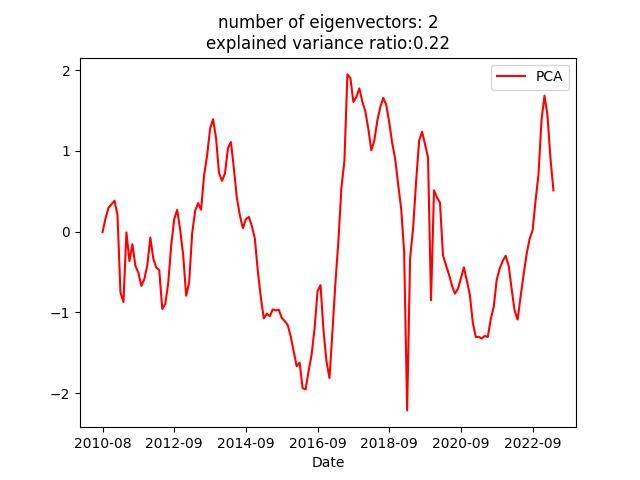 number of eigenvectors: 2
explained variance ratio:0.22
PCA
2
1
0
−1
−2
2010-08 2012-09 2014-09 2016-09 2018-09 2020-09 2022-09
Date